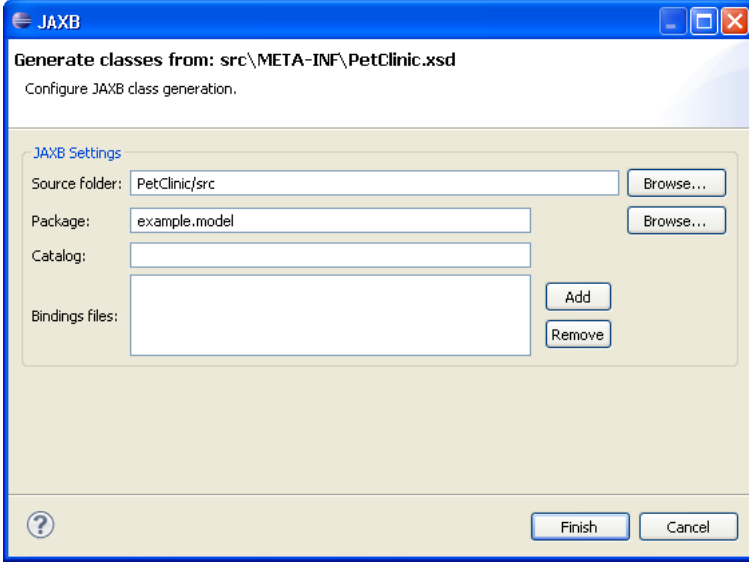 JAXB
Generate classes from: src\META-INF\PetClinic.xsd
Configure JAXB class generation.
JAXB Settings
Source folder: PetClinic/src Browse...
Package: example.model Browse...
Catalog:
Bindings files:
Add
Remove
?
Finish Cancel